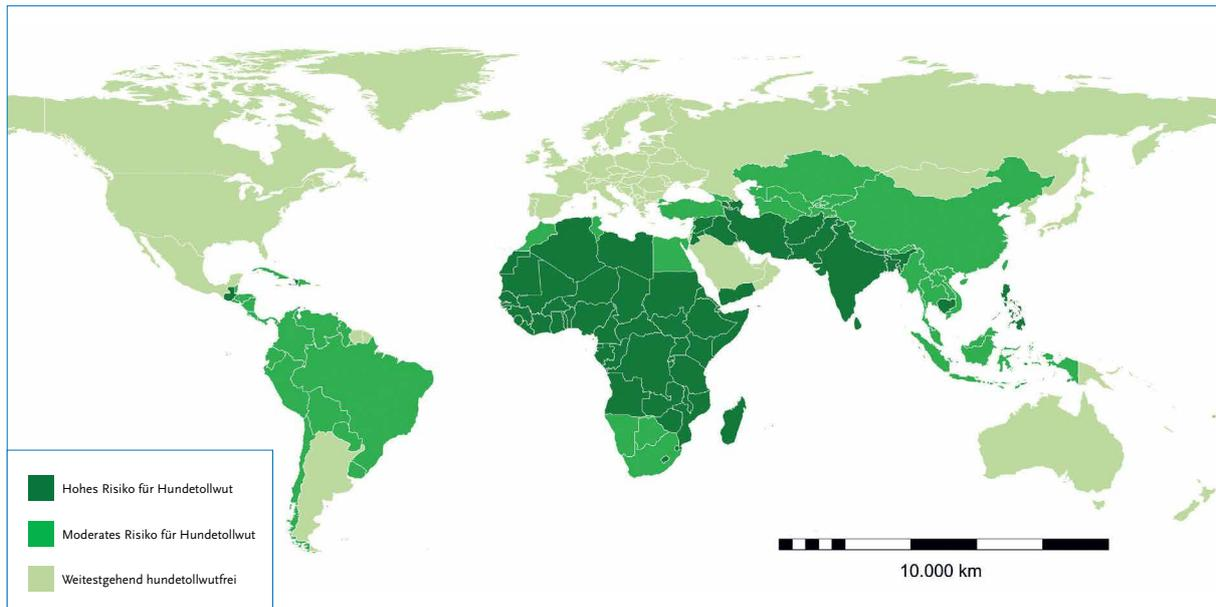 Hohes Risiko für Hundetollwut
Moderates Risiko für Hundetollwut
Weitestgehend hundetollwutfrei
10.000 km